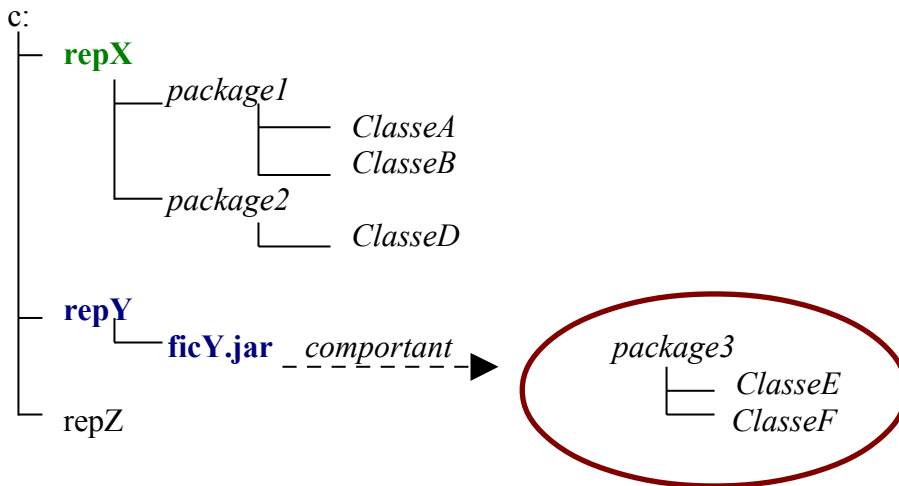 c:
repX
package1
ClasseA
ClasseB
package2
ClasseD
repY
ficY.jar comportant package3
ClasseE
ClasseF
repZ